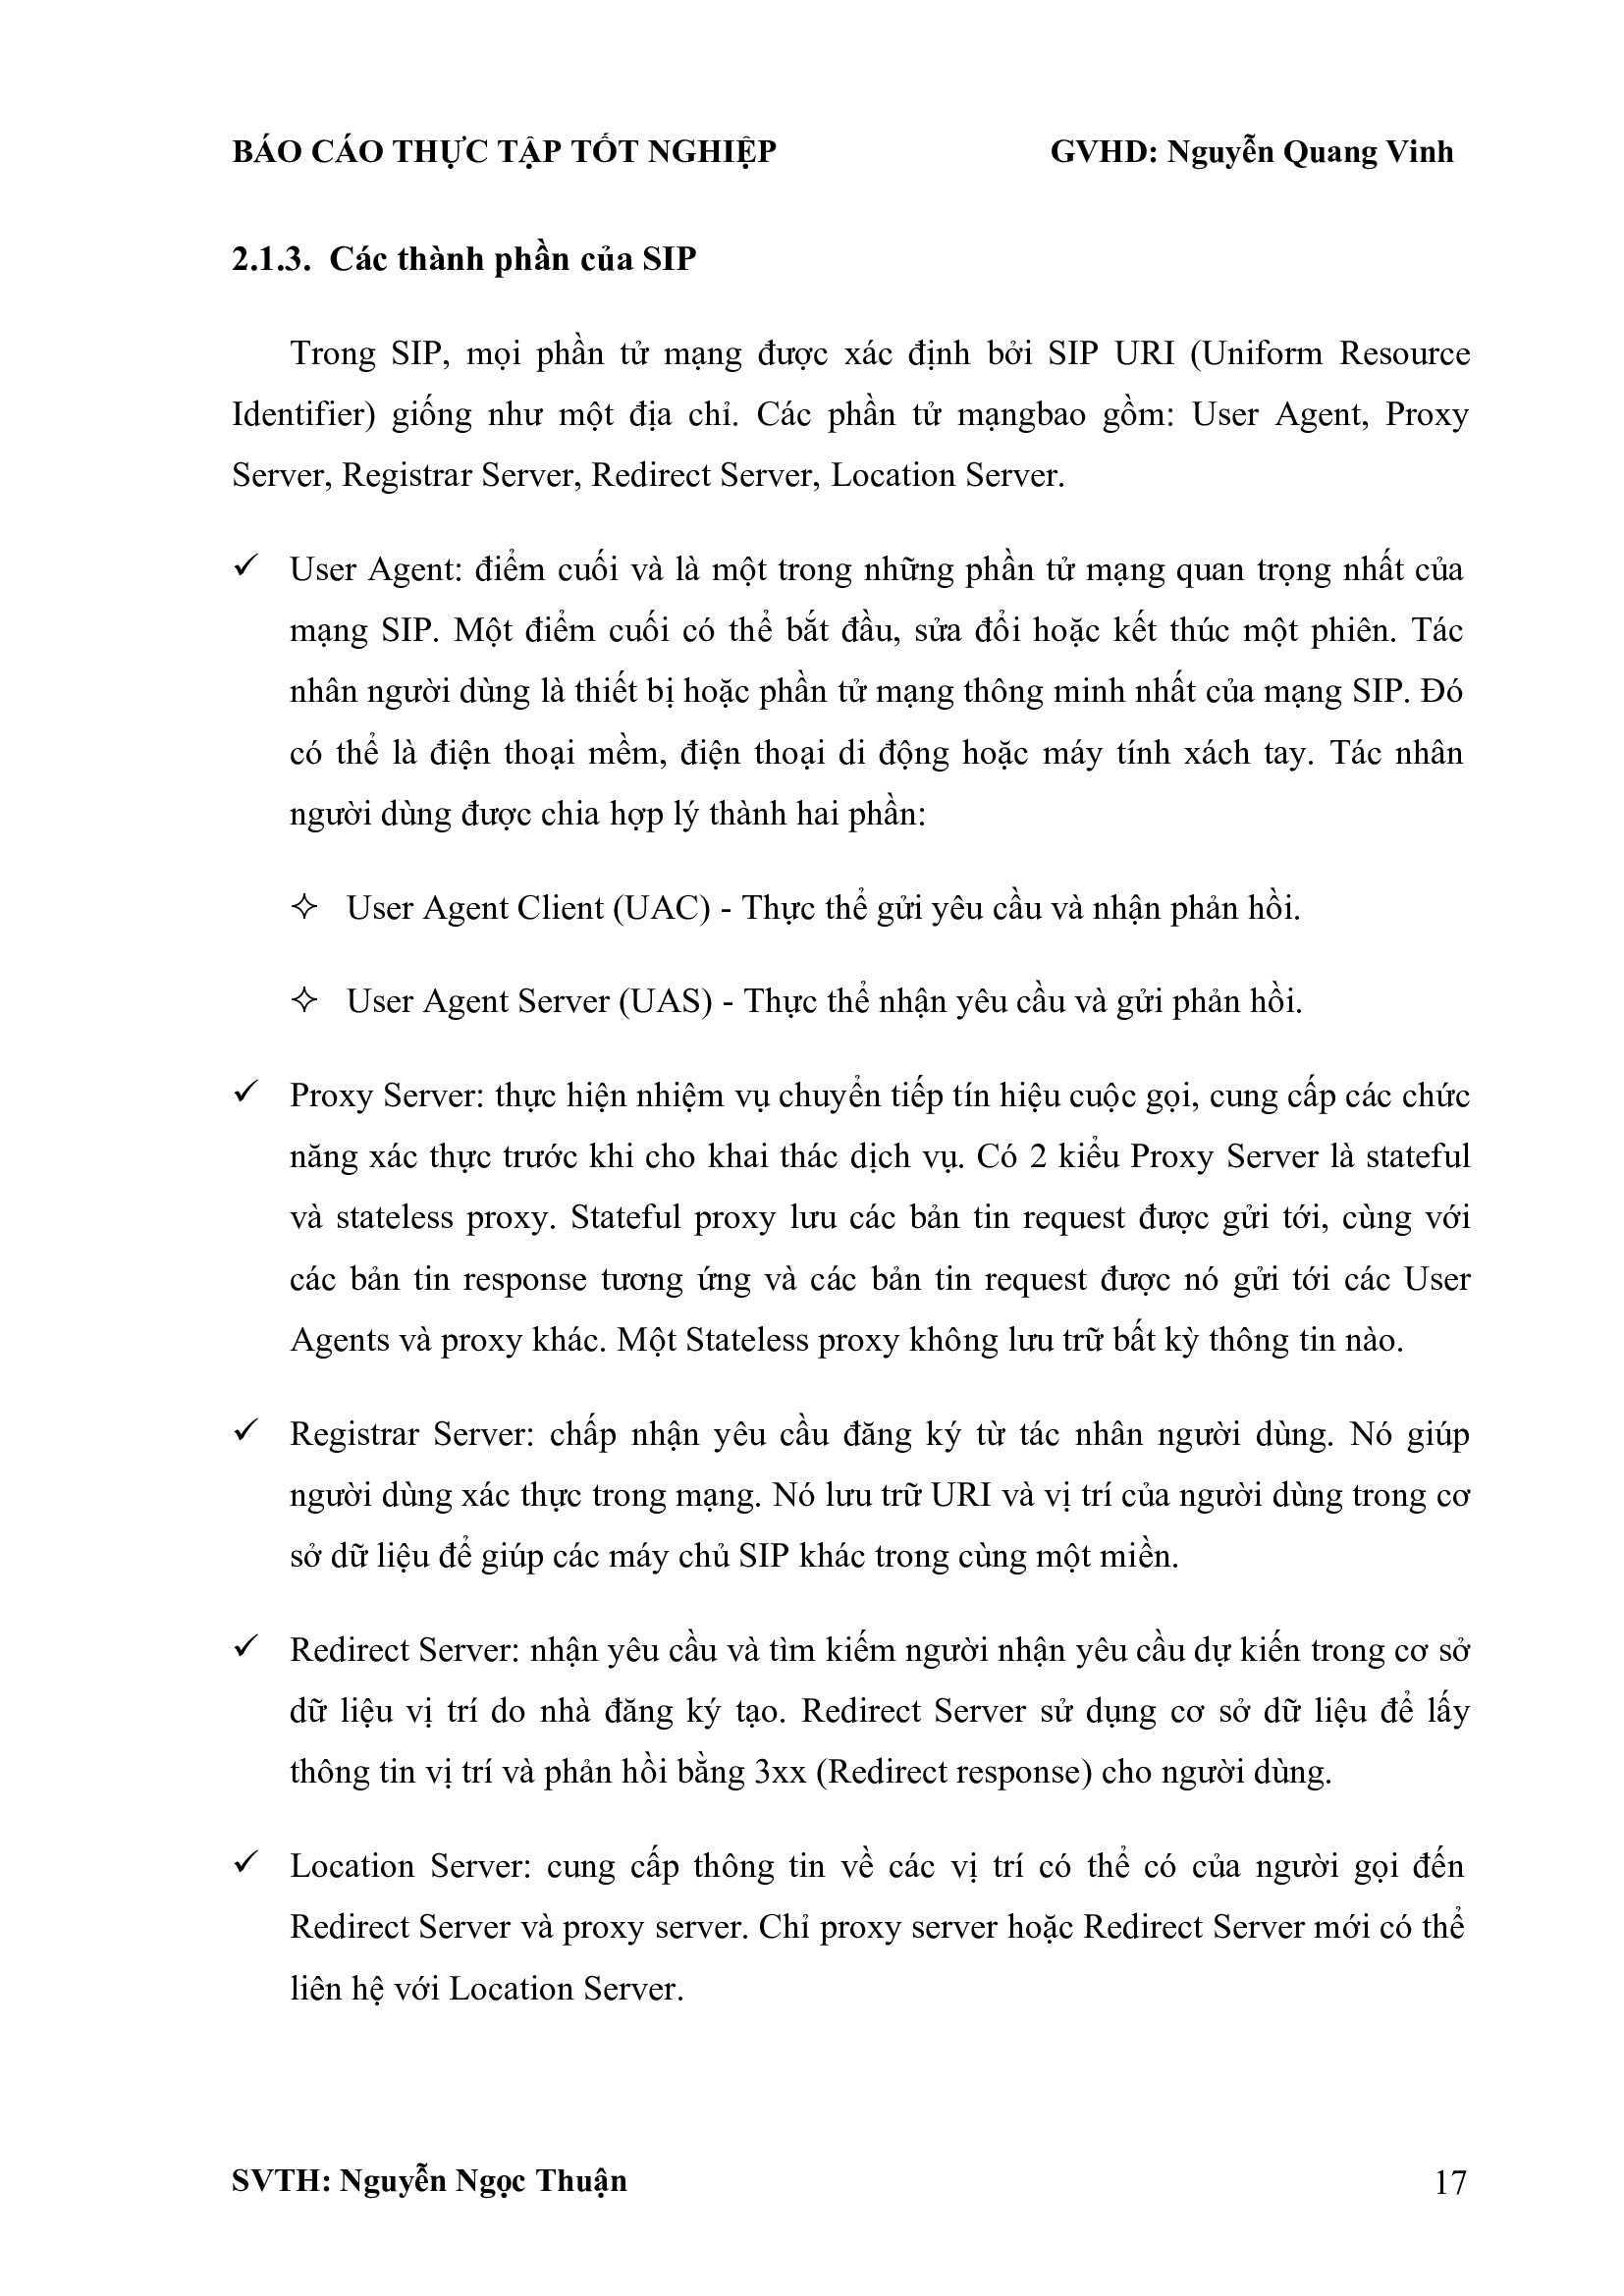 BÁO CÁO THỰC TẬP TỐT NGHIỆP GVHD: Nguyễn Quang Vinh
2.1.3. Các thành phần của SIP
Trong SIP, mọi phần tử mạng được xác định bởi SIP URI (Uniform Resource
Identifier) giống như một địa chỉ. Các phần tử mạngbao gồm: User Agent, Proxy
Server, Registrar Server, Redirect Server, Location Server.
✓ User Agent: điểm cuối và là một trong những phần tử mạng quan trọng nhất của
mạng SIP. Một điểm cuối có thể bắt đầu, sửa đổi hoặc kết thúc một phiên. Tác
nhân người dùng là thiết bị hoặc phần tử mạng thông minh nhất của mạng SIP. Đó
có thể là điện thoại mềm, điện thoại di động hoặc máy tính xách tay. Tác nhân
người dùng được chia hợp lý thành hai phần:
✧ User Agent Client (UAC) - Thực thể gửi yêu cầu và nhận phản hồi.
✧ User Agent Server (UAS) - Thực thể nhận yêu cầu và gửi phản hồi.
✓ Proxy Server: thực hiện nhiệm vụ chuyển tiếp tín hiệu cuộc gọi, cung cấp các chức
năng xác thực trước khi cho khai thác dịch vụ. Có 2 kiểu Proxy Server là stateful
và stateless proxy. Stateful proxy lưu các bản tin request được gửi tới, cùng với
các bản tin response tương ứng và các bản tin request được nó gửi tới các User
Agents và proxy khác. Một Stateless proxy không lưu trữ bất kỳ thông tin nào.
✓ Registrar Server: chấp nhận yêu cầu đăng ký từ tác nhân người dùng. Nó giúp
người dùng xác thực trong mạng. Nó lưu trữ URI và vị trí của người dùng trong cơ
sở dữ liệu để giúp các máy chủ SIP khác trong cùng một miền.
✓ Redirect Server: nhận yêu cầu và tìm kiếm người nhận yêu cầu dự kiến trong cơ sở
dữ liệu vị trí do nhà đăng ký tạo. Redirect Server sử dụng cơ sở dữ liệu để lấy
thông tin vị trí và phản hồi bằng 3xx (Redirect response) cho người dùng.
✓ Location Server: cung cấp thông tin về các vị trí có thể có của người gọi đến
Redirect Server và proxy server. Chỉ proxy server hoặc Redirect Server mới có thể
liên hệ với Location Server.
SVTH: Nguyễn Ngọc Thuận 17